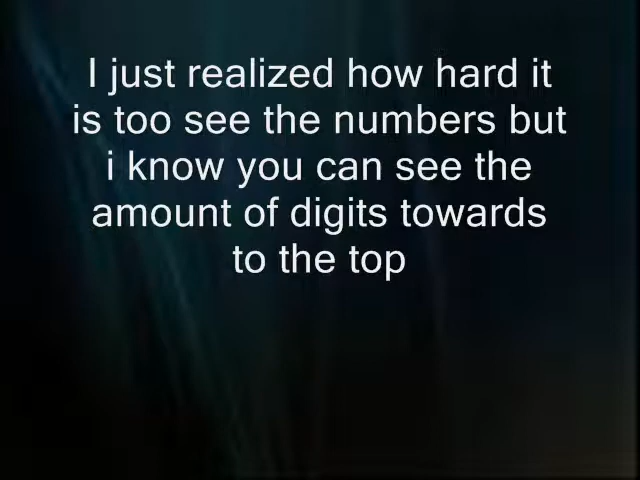 I just realized how hard it
is too see the numbers but
i know you can see the
amount of digits towards
to the top